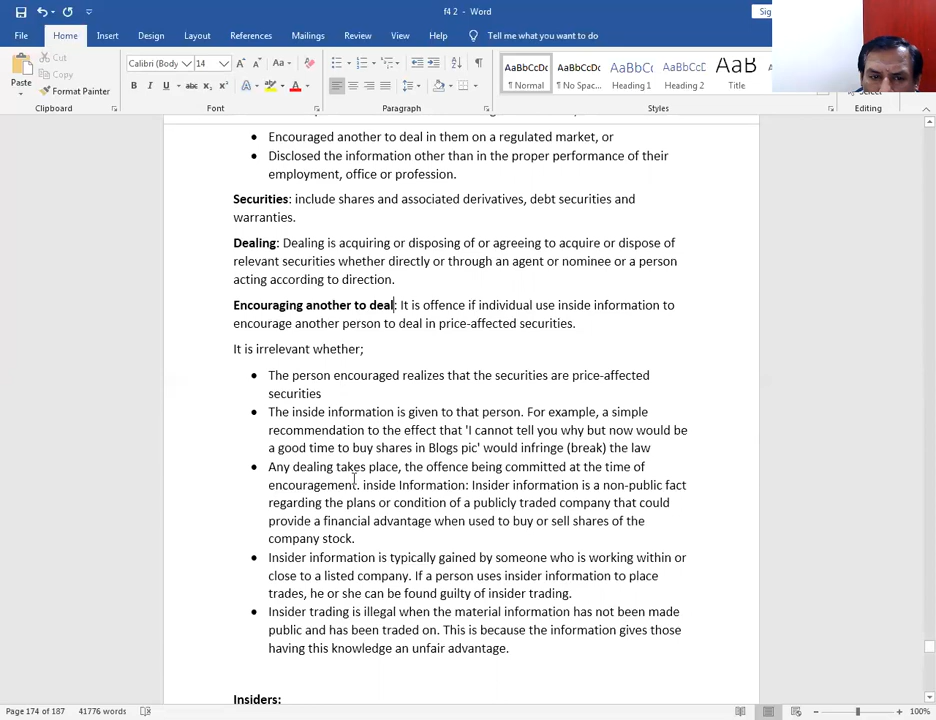 f4 2 - Word
Sig
File Home Insert Design Layout References Mailings Review View Help Tell me what you want to do
Paste
Cut
Copy
Format Painter
Clipboard
Calibri (Body 14
Font
Paragraph
AaBbCcDc AaBbCcDc AaBbCc AaBbCcD AaB
¶ Normal ¶ No Spac... Heading 1 Heading 2 Title
Styles
Editing
• Encouraged another to deal in them on a regulated market, or
• Disclosed the information other than in the proper performance of their
employment, office or profession.
Securities: include shares and associated derivatives, debt securities and
warranties.
Dealing: Dealing is acquiring or disposing of or agreeing to acquire or dispose of
relevant securities whether directly or through an agent or nominee or a person
acting according to direction.
Encouraging another to deal: It is offence if individual use inside information to
encourage another person to deal in price-affected securities.
It is irrelevant whether;
• The person encouraged realizes that the securities are price-affected
securities
• The inside information is given to that person. For example, a simple
recommendation to the effect that 'I cannot tell you why but now would be
a good time to buy shares in Blogs pic' would infringe (break) the law
• Any dealing takes place, the offence being committed at the time of
encouragement. inside Information: Insider information is a non-public fact
regarding the plans or condition of a publicly traded company that could
provide a financial advantage when used to buy or sell shares of the
company stock.
• Insider information is typically gained by someone who is working within or
close to a listed company. If a person uses insider information to place
trades, he or she can be found guilty of insider trading.
• Insider trading is illegal when the material information has not been made
public and has been traded on. This is because the information gives those
having this knowledge an unfair advantage.
Insiders:
Page 174 of 187 41776 words 100%